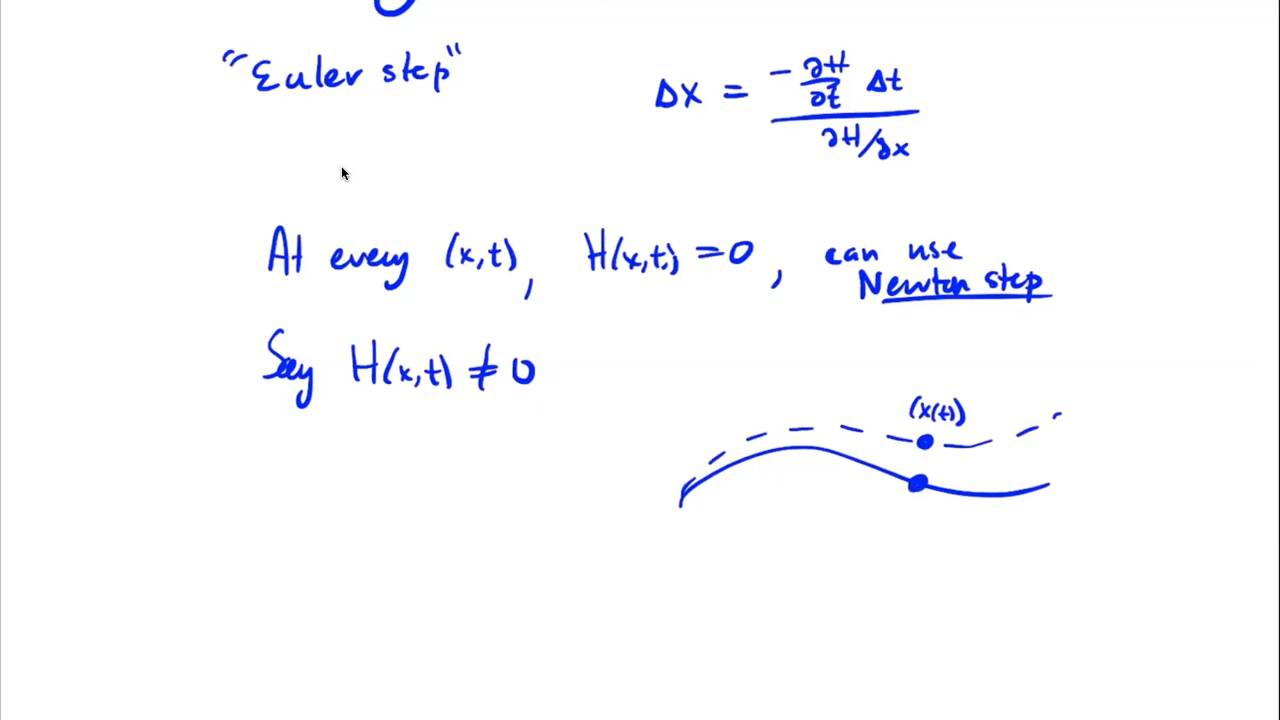 "Euler step"
Δx = (-∂H/∂t Δt) / (∂H/∂x)
At every (x,t), H(x,t) = 0, can use
Newton step
Say H(x,t) ≠ 0
(x(t))